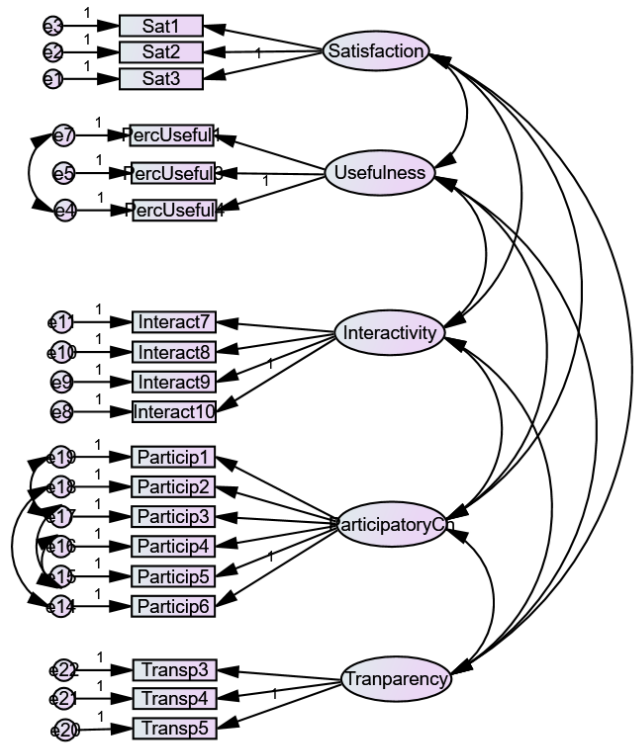 e3 1 Sat1
e2 Sat2 1 Satisfaction
e1 1 Sat3
e7 1 PercUseful1
e5 1 PercUseful3 1 Usefulness
e4 1 PercUseful4
e11 1 Interact7
e10 1 Interact8 Interactivity
e9 1 Interact9 1
e8 1 Interact10
e19 1 Particip1
e18 1 Particip2
e17 1 Particip3 ParticipatoryCn
e16 1 Particip4
e15 1 Particip5 1
e14 1 Particip6
e22 1 Transp3
e21 1 Transp4 1 Tranparency
e20 1 Transp5